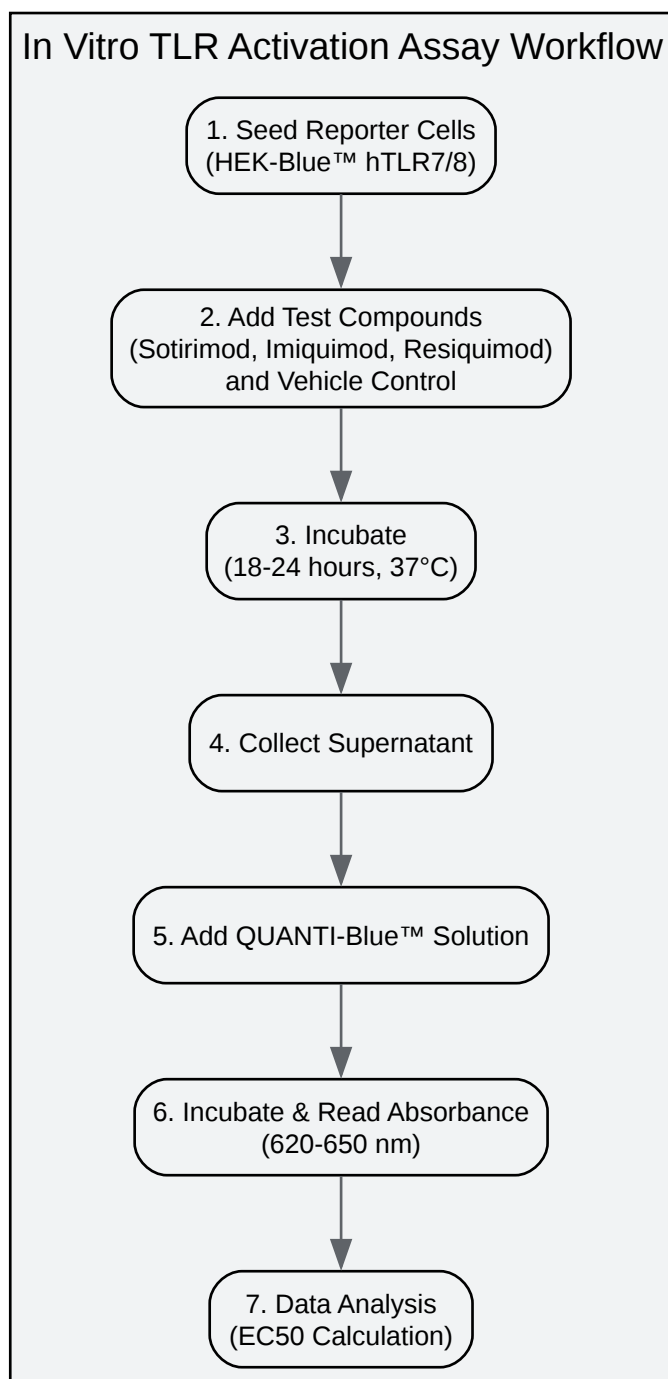 In Vitro TLR Activation Assay Workflow
1. Seed Reporter Cells
(HEK-Blue™ hTLR7/8)
2. Add Test Compounds
(Sotirimod, Imiquimod, Resiquimod)
and Vehicle Control
3. Incubate
(18-24 hours, 37°C)
4. Collect Supernatant
5. Add QUANTI-Blue™ Solution
6. Incubate & Read Absorbance
(620-650 nm)
7. Data Analysis
(EC50 Calculation)